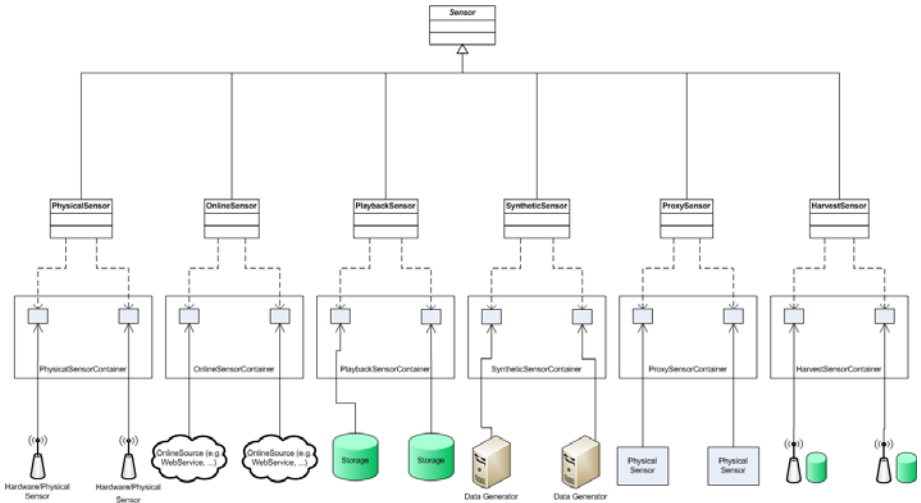 Sensor
PhysicalSensor
OnlineSensor
PlaybackSensor
SyntheticSensor
ProxySensor
HarvestSensor
PhysicalSensorContainer
OnlineSensorContainer
PlaybackSensorContainer
SyntheticSensorContainer
ProxySensorContainer
HarvestSensorContainer
Hardware/Physical
Sensor
Hardware/Physical
Sensor
OnlineSource (e.g.
WebService, ...)
OnlineSource (e.g.
WebService, ...)
Storage
Storage
Data Generator
Data Generator
Physical
Sensor
Physical
Sensor